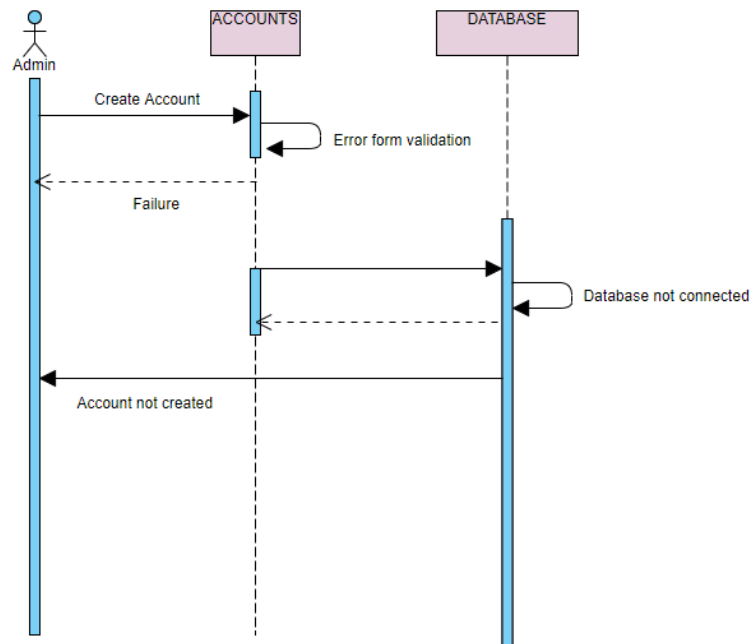 ACCOUNTS
DATABASE
Admin
Create Account
Error form validation
Failure
Database not connected
Account not created